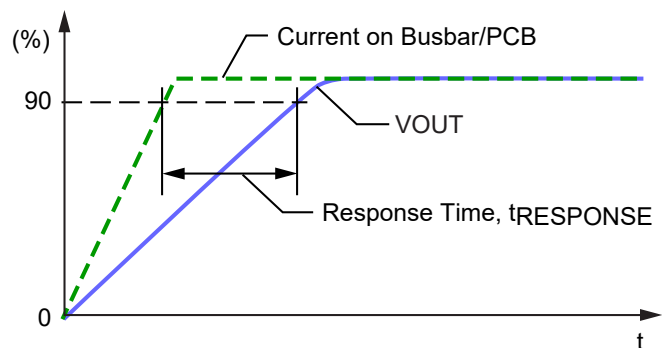 (%)
Current on Busbar/PCB
90
VOUT
Response Time, tRESPONSE
0
t